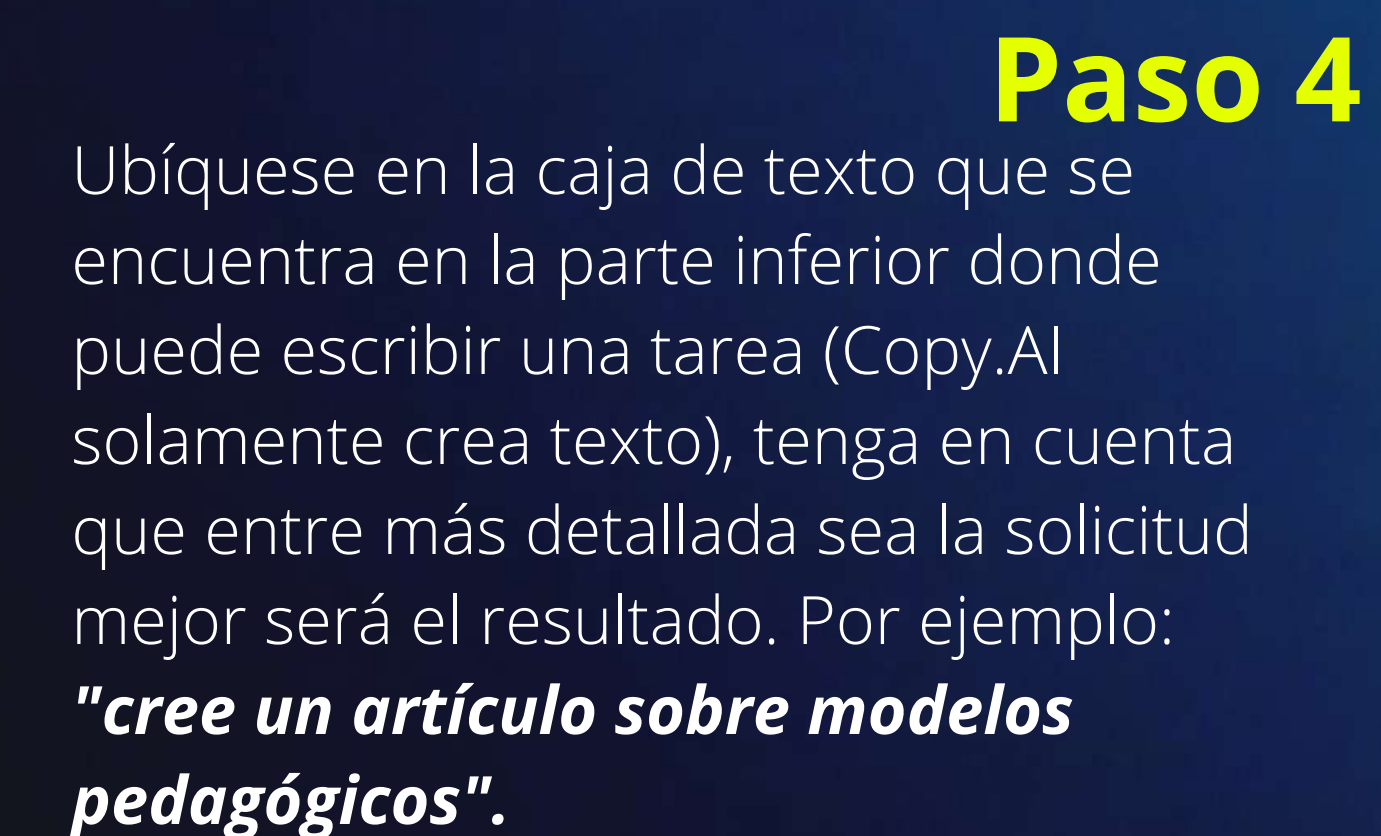 Paso 4
Ubíquese en la caja de texto que se
encuentra en la parte inferior donde
puede escribir una tarea (Copy.AI
solamente crea texto), tenga en cuenta
que entre más detallada sea la solicitud
mejor será el resultado. Por ejemplo:
"cree un artículo sobre modelos
pedagógicos".